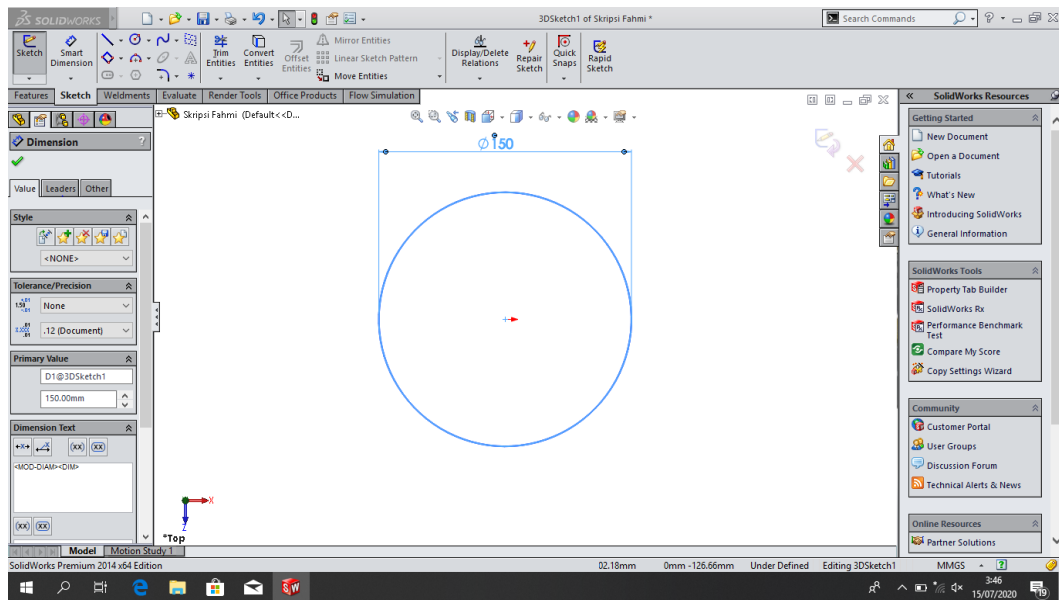 SOLIDWORKS
3DSketch1 of Skripsi Fahmi *
Search Commands
Sketch
Smart Dimension
Trim Entities
Convert Entities
Offset Entities
Mirror Entities
Linear Sketch Pattern
Move Entities
Display/Delete Relations
Repair Sketch
Quick Snaps
Rapid Sketch
Features Sketch Weldments Evaluate Render Tools Office Products Flow Simulation
Skripsi Fahmi (Default<<D...
Dimension
?
Value Leaders Other
Style
<NONE>
Tolerance/Precision
None
.12 (Document)
Primary Value
D1@3DSketch1
150.00mm
Dimension Text
(xx) (xx)
<MOD-DIAM><DIM>
(xx) (xx)
Ø150
X
Z
*Top
SolidWorks Resources
Getting Started
New Document
Open a Document
Tutorials
What's New
Introducing SolidWorks
General Information
SolidWorks Tools
Property Tab Builder
SolidWorks Rx
Performance Benchmark
Test
Compare My Score
Copy Settings Wizard
Community
Customer Portal
User Groups
Discussion Forum
Technical Alerts & News
Online Resources
Partner Solutions
Model Motion Study 1
SolidWorks Premium 2014 x64 Edition
02.18mm 0mm -126.66mm Under Defined Editing 3DSketch1 MMGS
3:46
15/07/2020
19